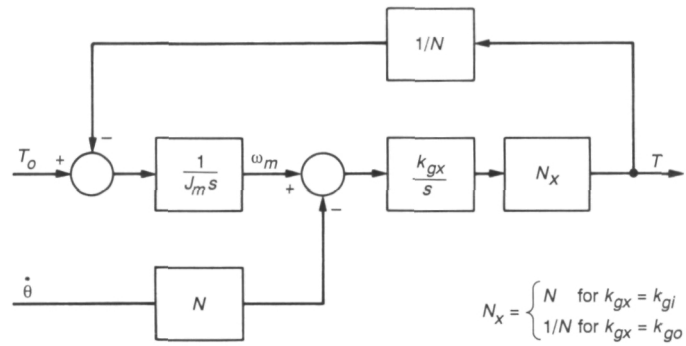 1/N
−
T_o + 1/(J_m s) ω_m + k_gx/s N_x T
−
θ̇ N
N_x = { N for k_gx = k_gi
1/N for k_gx = k_go